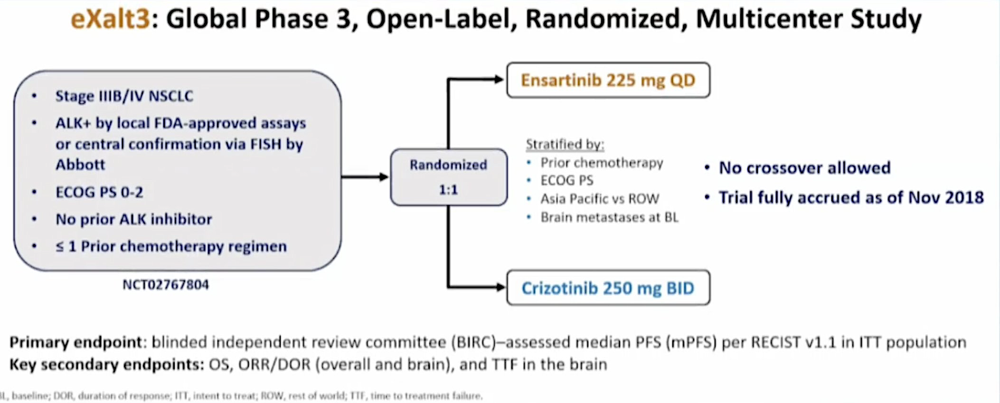 eXalt3: Global Phase 3, Open-Label, Randomized, Multicenter Study
• Stage IIIB/IV NSCLC
• ALK+ by local FDA-approved assays
or central confirmation via FISH by
Abbott
• ECOG PS 0-2
• No prior ALK inhibitor
• ≤ 1 Prior chemotherapy regimen
NCT02767804
Randomized
1:1
Ensartinib 225 mg QD
Stratified by:
• Prior chemotherapy
• ECOG PS
• Asia Pacific vs ROW
• Brain metastases at BL
• No crossover allowed
• Trial fully accrued as of Nov 2018
Crizotinib 250 mg BID
Primary endpoint: blinded independent review committee (BIRC)–assessed median PFS (mPFS) per RECIST v1.1 in ITT population
Key secondary endpoints: OS, ORR/DOR (overall and brain), and TTF in the brain
BL, baseline; DOR, duration of response; ITT, intent to treat; ROW, rest of world; TTF, time to treatment failure.